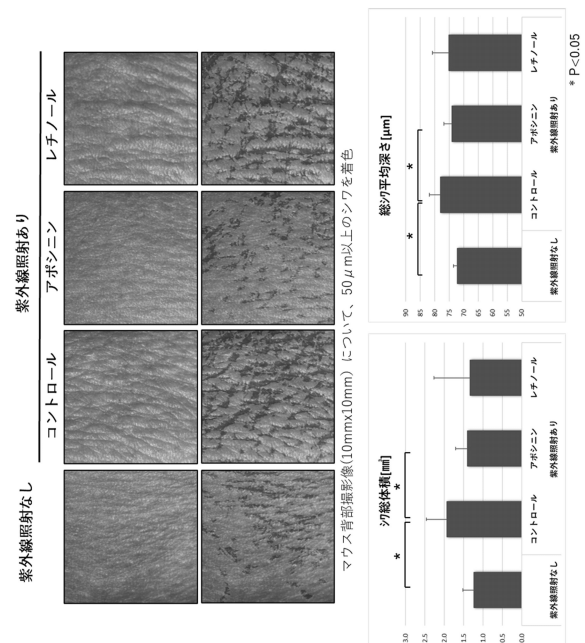 紫外線照射なし
紫外線照射あり
コントロール
アポシニン
レチノール
マウス背部撮影像(10mmx10mm) について、50μm以上のシワを着色
ｼﾜ総体積[㎣]
3.0
2.5
2.0
1.5
1.0
0.5
0.0
*
*
紫外線照射なし
コントロール
アポシニン
レチノール
紫外線照射あり
総ｼﾜ平均深さ[μm]
90
85
80
75
70
65
60
55
50
*
*
紫外線照射なし
コントロール
アポシニン
レチノール
紫外線照射あり
* P<0.05